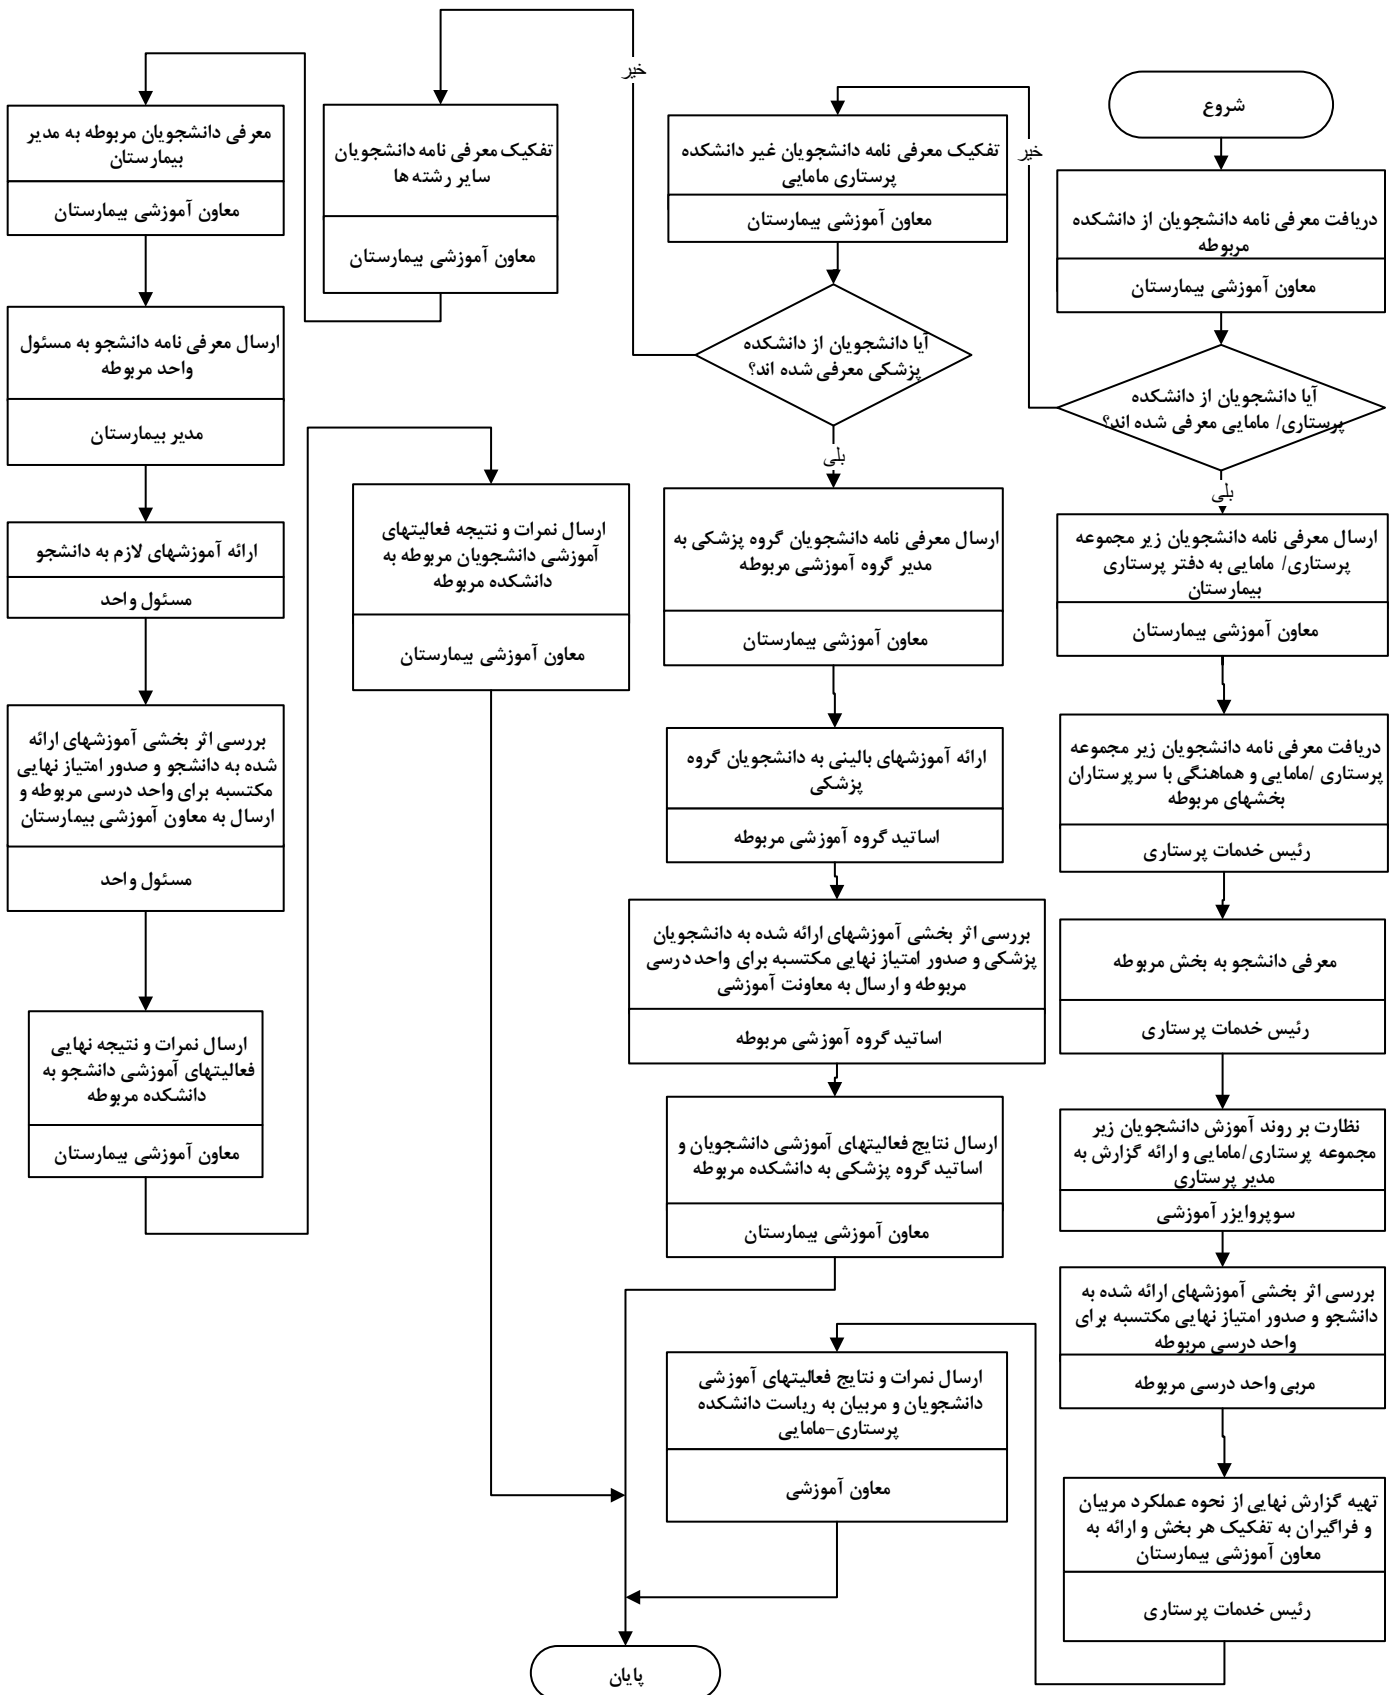 شروع
دریافت معرفی نامه دانشجویان از دانشکده
مربوطه
معاون آموزشی بیمارستان
آیا دانشجویان از دانشکده
پرستاری/ مامایی معرفی شده اند؟
خیر
بلی
ارسال معرفی نامه دانشجویان زیر مجموعه
پرستاری/ مامایی به دفتر پرستاری
بیمارستان
معاون آموزشی بیمارستان
دریافت معرفی نامه دانشجویان زیر مجموعه
پرستاری /مامایی و هماهنگی با سرپرستاران
بخشهای مربوطه
رئیس خدمات پرستاری
معرفی دانشجو به بخش مربوطه
رئیس خدمات پرستاری
نظارت بر روند آموزش دانشجویان زیر
مجموعه پرستاری/مامایی و ارائه گزارش به
مدیر پرستاری
سوپروایزر آموزشی
بررسی اثر بخشی آموزشهای ارائه شده به
دانشجو و صدور امتیاز نهایی مکتسبه برای
واحد درسی مربوطه
مربی واحد درسی مربوطه
تهیه گزارش نهایی از نحوه عملکرد مربیان
و فراگیران به تفکیک هر بخش و ارائه به
معاون آموزشی بیمارستان
رئیس خدمات پرستاری
تفکیک معرفی نامه دانشجویان غیر دانشکده
پرستاری مامایی
معاون آموزشی بیمارستان
آیا دانشجویان از دانشکده
پزشکی معرفی شده اند؟
خیر
بلی
ارسال معرفی نامه دانشجویان گروه پزشکی به
مدیر گروه آموزشی مربوطه
معاون آموزشی بیمارستان
ارائه آموزشهای بالینی به دانشجویان گروه
پزشکی
اساتید گروه آموزشی مربوطه
بررسی اثر بخشی آموزشهای ارائه شده به دانشجویان
پزشکی و صدور امتیاز نهایی مکتسبه برای واحد درسی
مربوطه و ارسال به معاونت آموزشی
اساتید گروه آموزشی مربوطه
ارسال نتایج فعالیتهای آموزشی دانشجویان و
اساتید گروه پزشکی به دانشکده مربوطه
معاون آموزشی بیمارستان
ارسال نمرات و نتایج فعالیتهای آموزشی
دانشجویان و مربیان به ریاست دانشکده
پرستاری-مامایی
معاون آموزشی
تفکیک معرفی نامه دانشجویان
سایر رشته ها
معاون آموزشی بیمارستان
معرفی دانشجویان مربوطه به مدیر
بیمارستان
معاون آموزشی بیمارستان
ارسال معرفی نامه دانشجو به مسئول
واحد مربوطه
مدیر بیمارستان
ارائه آموزشهای لازم به دانشجو
مسئول واحد
بررسی اثر بخشی آموزشهای ارائه
شده به دانشجو و صدور امتیاز نهایی
مکتسبه برای واحد درسی مربوطه و
ارسال به معاون آموزشی بیمارستان
مسئول واحد
ارسال نمرات و نتیجه نهایی
فعالیتهای آموزشی دانشجو به
دانشکده مربوطه
معاون آموزشی بیمارستان
ارسال نمرات و نتیجه فعالیتهای
آموزشی دانشجویان مربوطه به
دانشکده مربوطه
معاون آموزشی بیمارستان
پایان